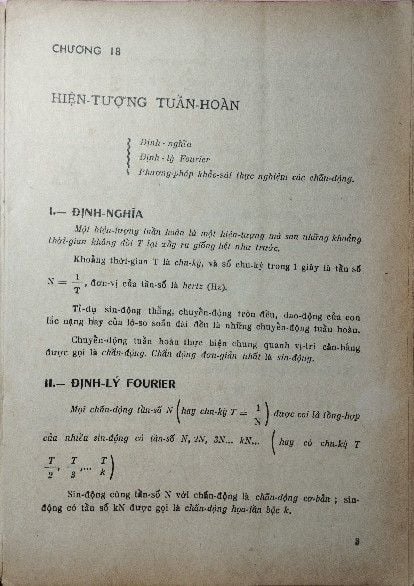 CHƯƠNG 18
HIỆN-TƯỢNG TUẦN-HOÀN
Định-nghĩa
Định-lý Fourier
Phương-pháp khảo-sát thực nghiệm các chấn-động.
I.— ĐỊNH-NGHĨA
Một hiện-tượng tuần hoàn là một hiện-tượng mà sau những khoảng
thời-gian không đổi T lại xảy ra giống hệt như trước.
Khoảng thời-gian T là chu-kỳ, và số chu-kỳ trong 1 giây là tần số
N = 1/T, đơn-vị của tần-số là hertz (Hz).
Tỉ-dụ sin-động thẳng, chuyển-động tròn đều, dao-động của con
lắc nặng hay của lò-so xoắn dài đều là những chuyển-động tuần hoàn.
Chuyển-động tuần hoàn thực hiện chung quanh vị-trí cân-bằng
được gọi là chấn-động. Chấn động đơn-giản nhất là sin-động.
II.— ĐỊNH-LÝ FOURIER
Mọi chấn-động tần-số N (hay chu-kỳ T = 1/N) được coi là tổng-hợp
của nhiều sin-động có tần-số N, 2N, 3N... kN... (hay có chu-kỳ T
T/2, T/3,... T/k)
Sin-động cùng tần-số N với chấn-động là chấn-động cơ-bản ; sin-
động có tần số kN được gọi là chấn-động họa-tần bậc k.
3